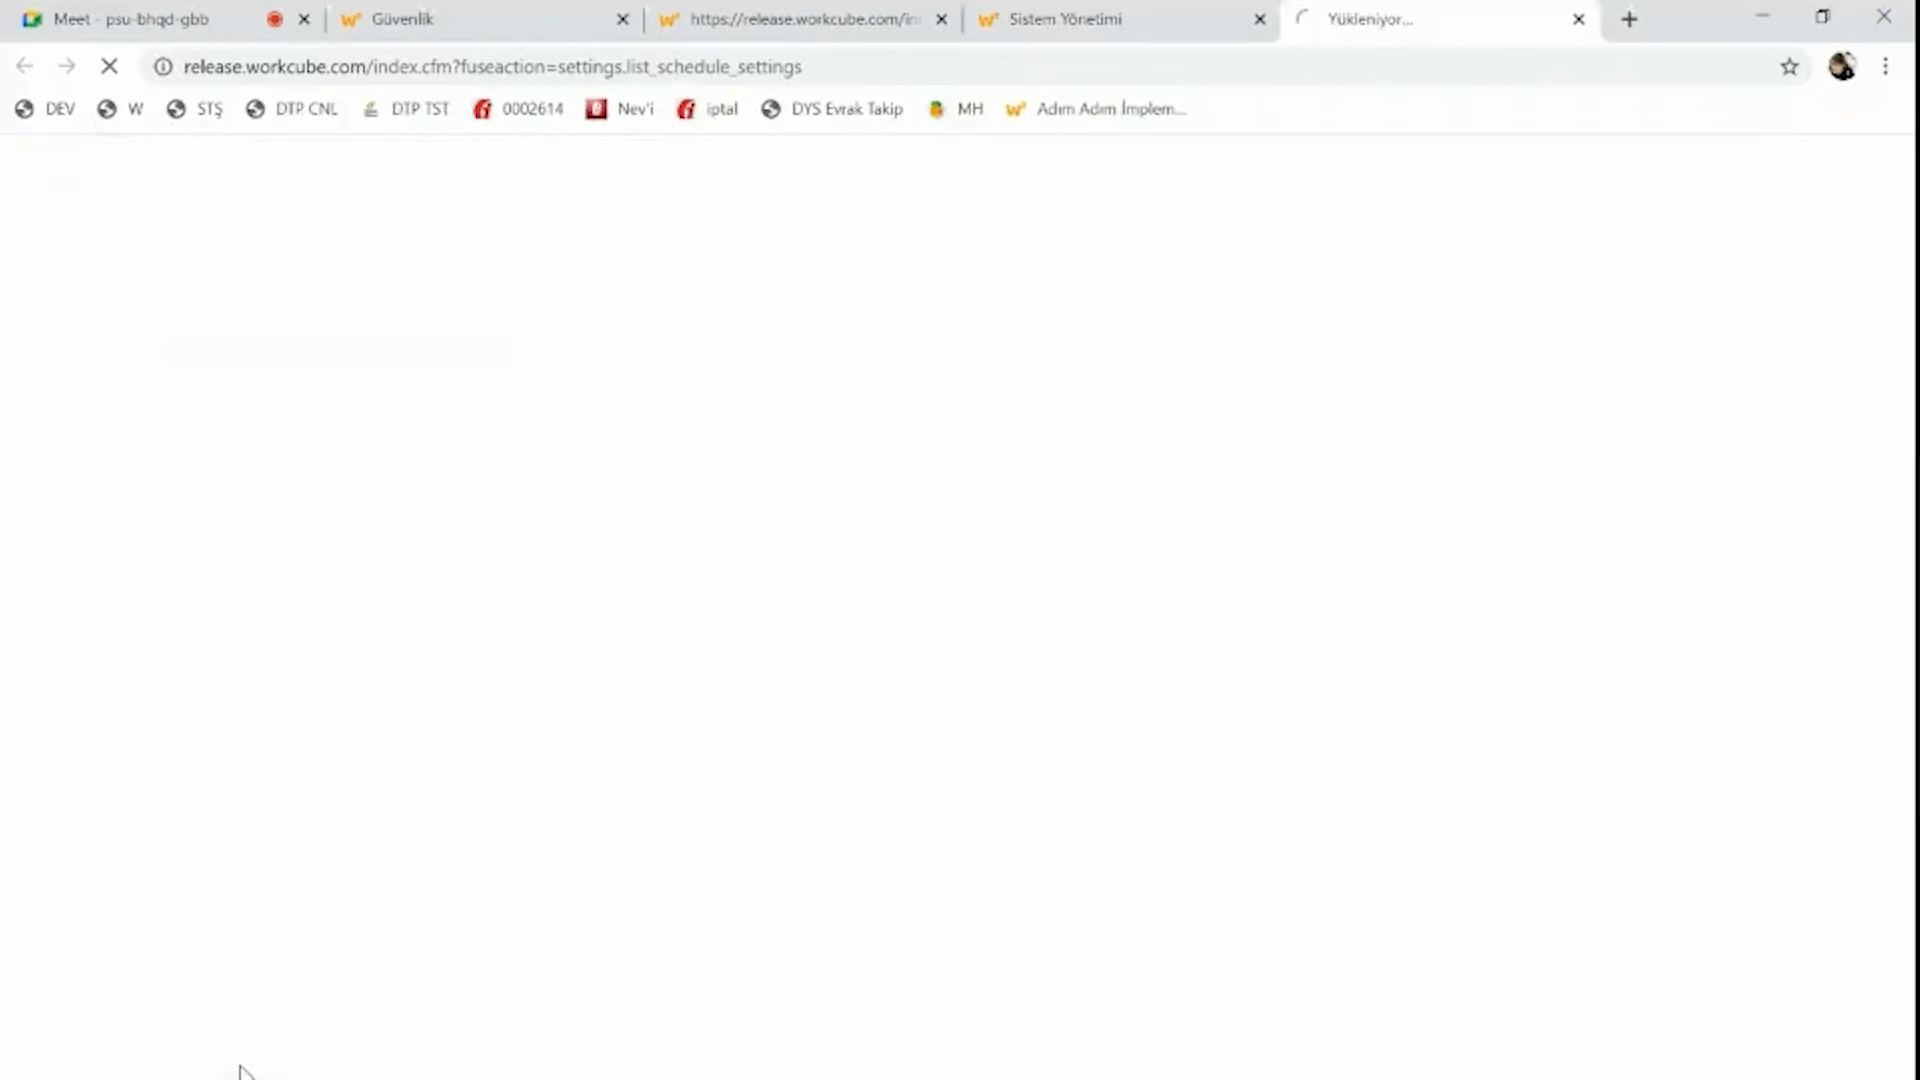 Meet - psu-bhqd-gbb Güvenlik https://release.workcube.com/in Sistem Yönetimi Yükleniyor...
release.workcube.com/index.cfm?fuseaction=settings.list_schedule_settings
DEV W STŞ DTP CNL DTP TST 0002614 Nev'i iptal DYS Evrak Takip MH Adım Adım İmplem...